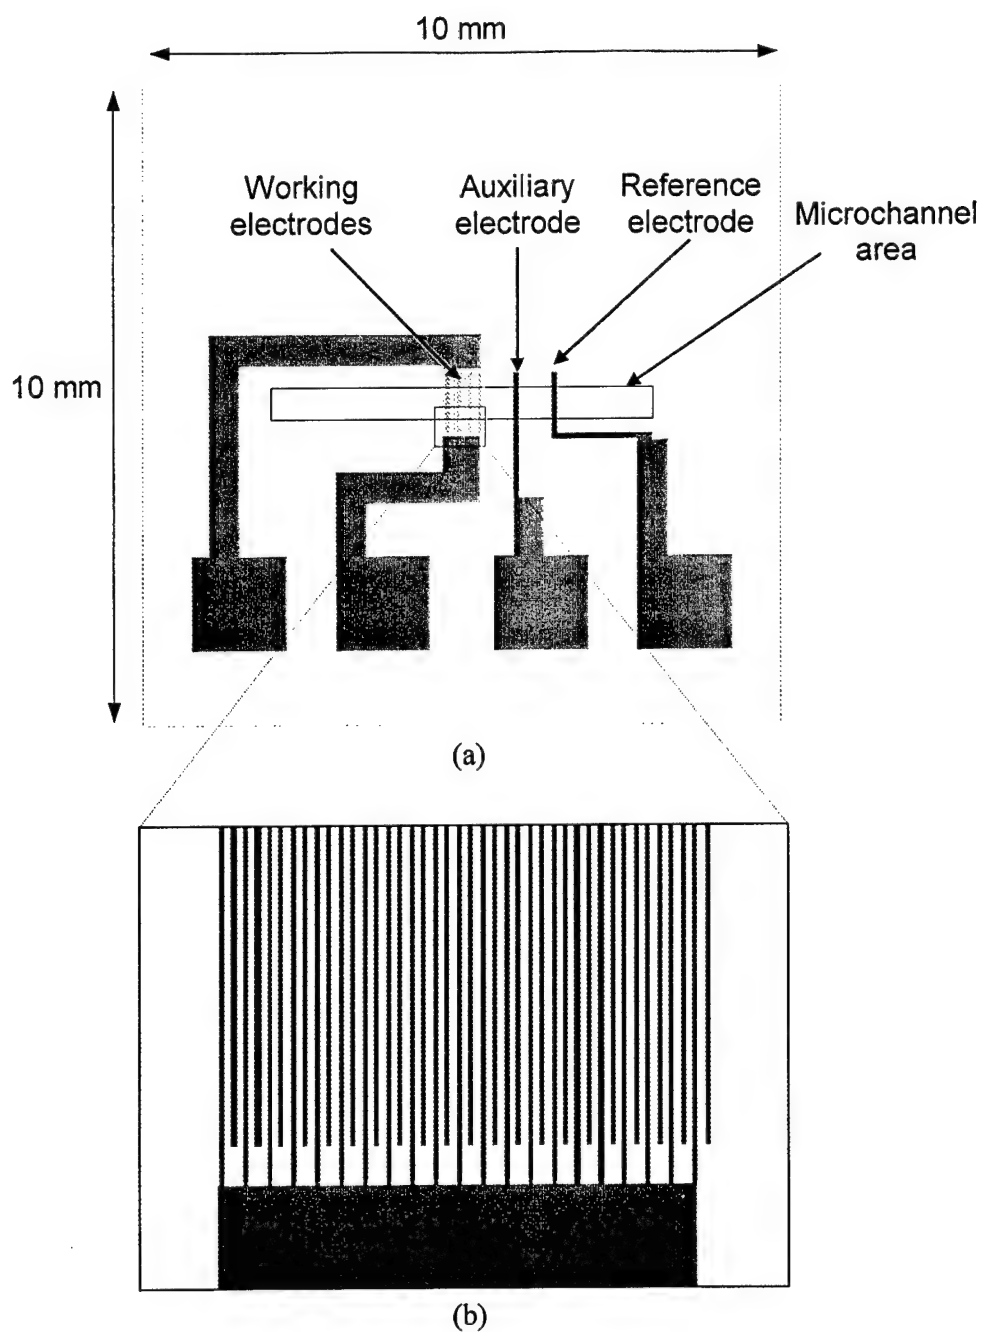 10 mm
Working
electrodes
Auxiliary
electrode
Reference
electrode
Microchannel
area
10 mm
(a)
(b)